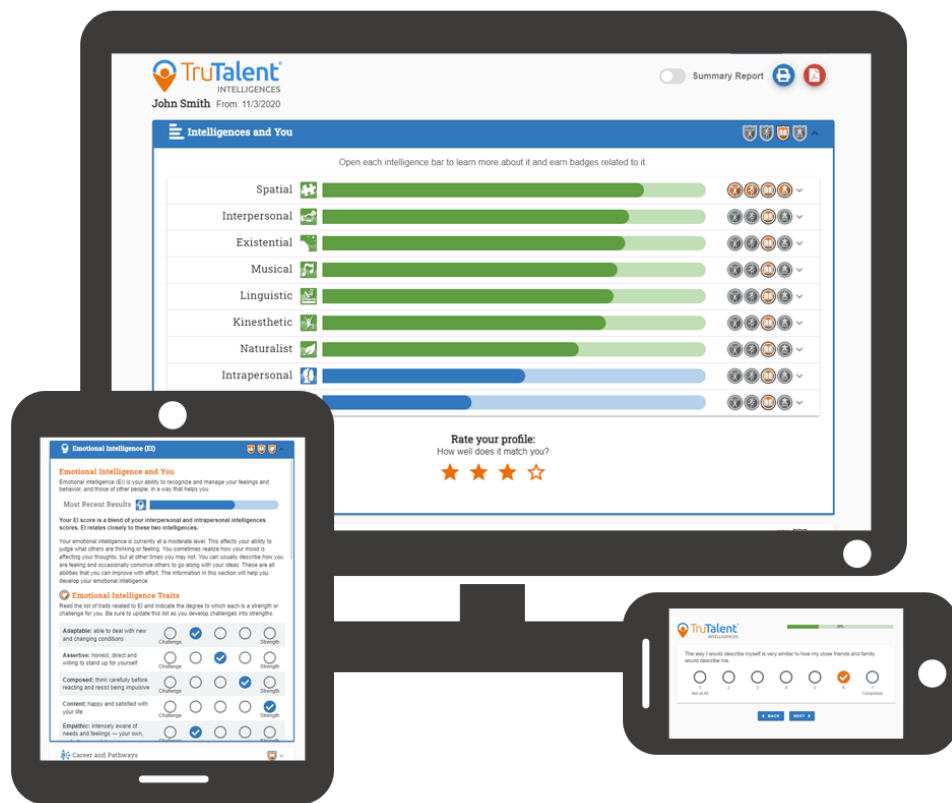 TruTalent®
INTELLIGENCES
John Smith From: 11/3/2020
Summary Report
Intelligences and You
Open each intelligence bar to learn more about it and earn badges related to it.
Spatial
Interpersonal
Existential
Musical
Linguistic
Kinesthetic
Naturalist
Intrapersonal
Rate your profile:
How well does it match you?
Emotional Intelligence (EI)
Emotional Intelligence and You
Emotional intelligence (EI) is your ability to recognize and manage your feelings and
behavior, and those of other people, in a way that helps you.
Most Recent Results
Your EI score is a blend of your interpersonal and intrapersonal intelligences
scores. EI relates closely to these two intelligences.
Your emotional intelligence is currently at a moderate level. This affects your ability to
judge what others are thinking or feeling. You sometimes realize how your mood is
affecting your thoughts, but at other times you may not. You can usually describe how you
are feeling and occasionally convince others to go along with your ideas. These are all
abilities that you can improve with effort. The information in this section will help you
develop your emotional intelligence.
Emotional Intelligence Traits
Read the list of traits related to EI and indicate the degree to which each is a strength or
challenge for you. Be sure to update this list as you develop challenges into strengths.
Adaptable: able to deal with new
and changing conditions
Challenge Strength
Assertive: honest, direct and
willing to stand up for yourself
Challenge Strength
Composed: think carefully before
reacting and resist being impulsive
Challenge Strength
Content: happy and satisfied with
your life
Challenge Strength
Empathic: intensely aware of
needs and feelings — your own,
Career and Pathways
TruTalent
INTELLIGENCES
The way I would describe myself is very similar to how my close friends and family
would describe me.
1 2 3 4 5 6 7
Not at All Completely
BACK NEXT